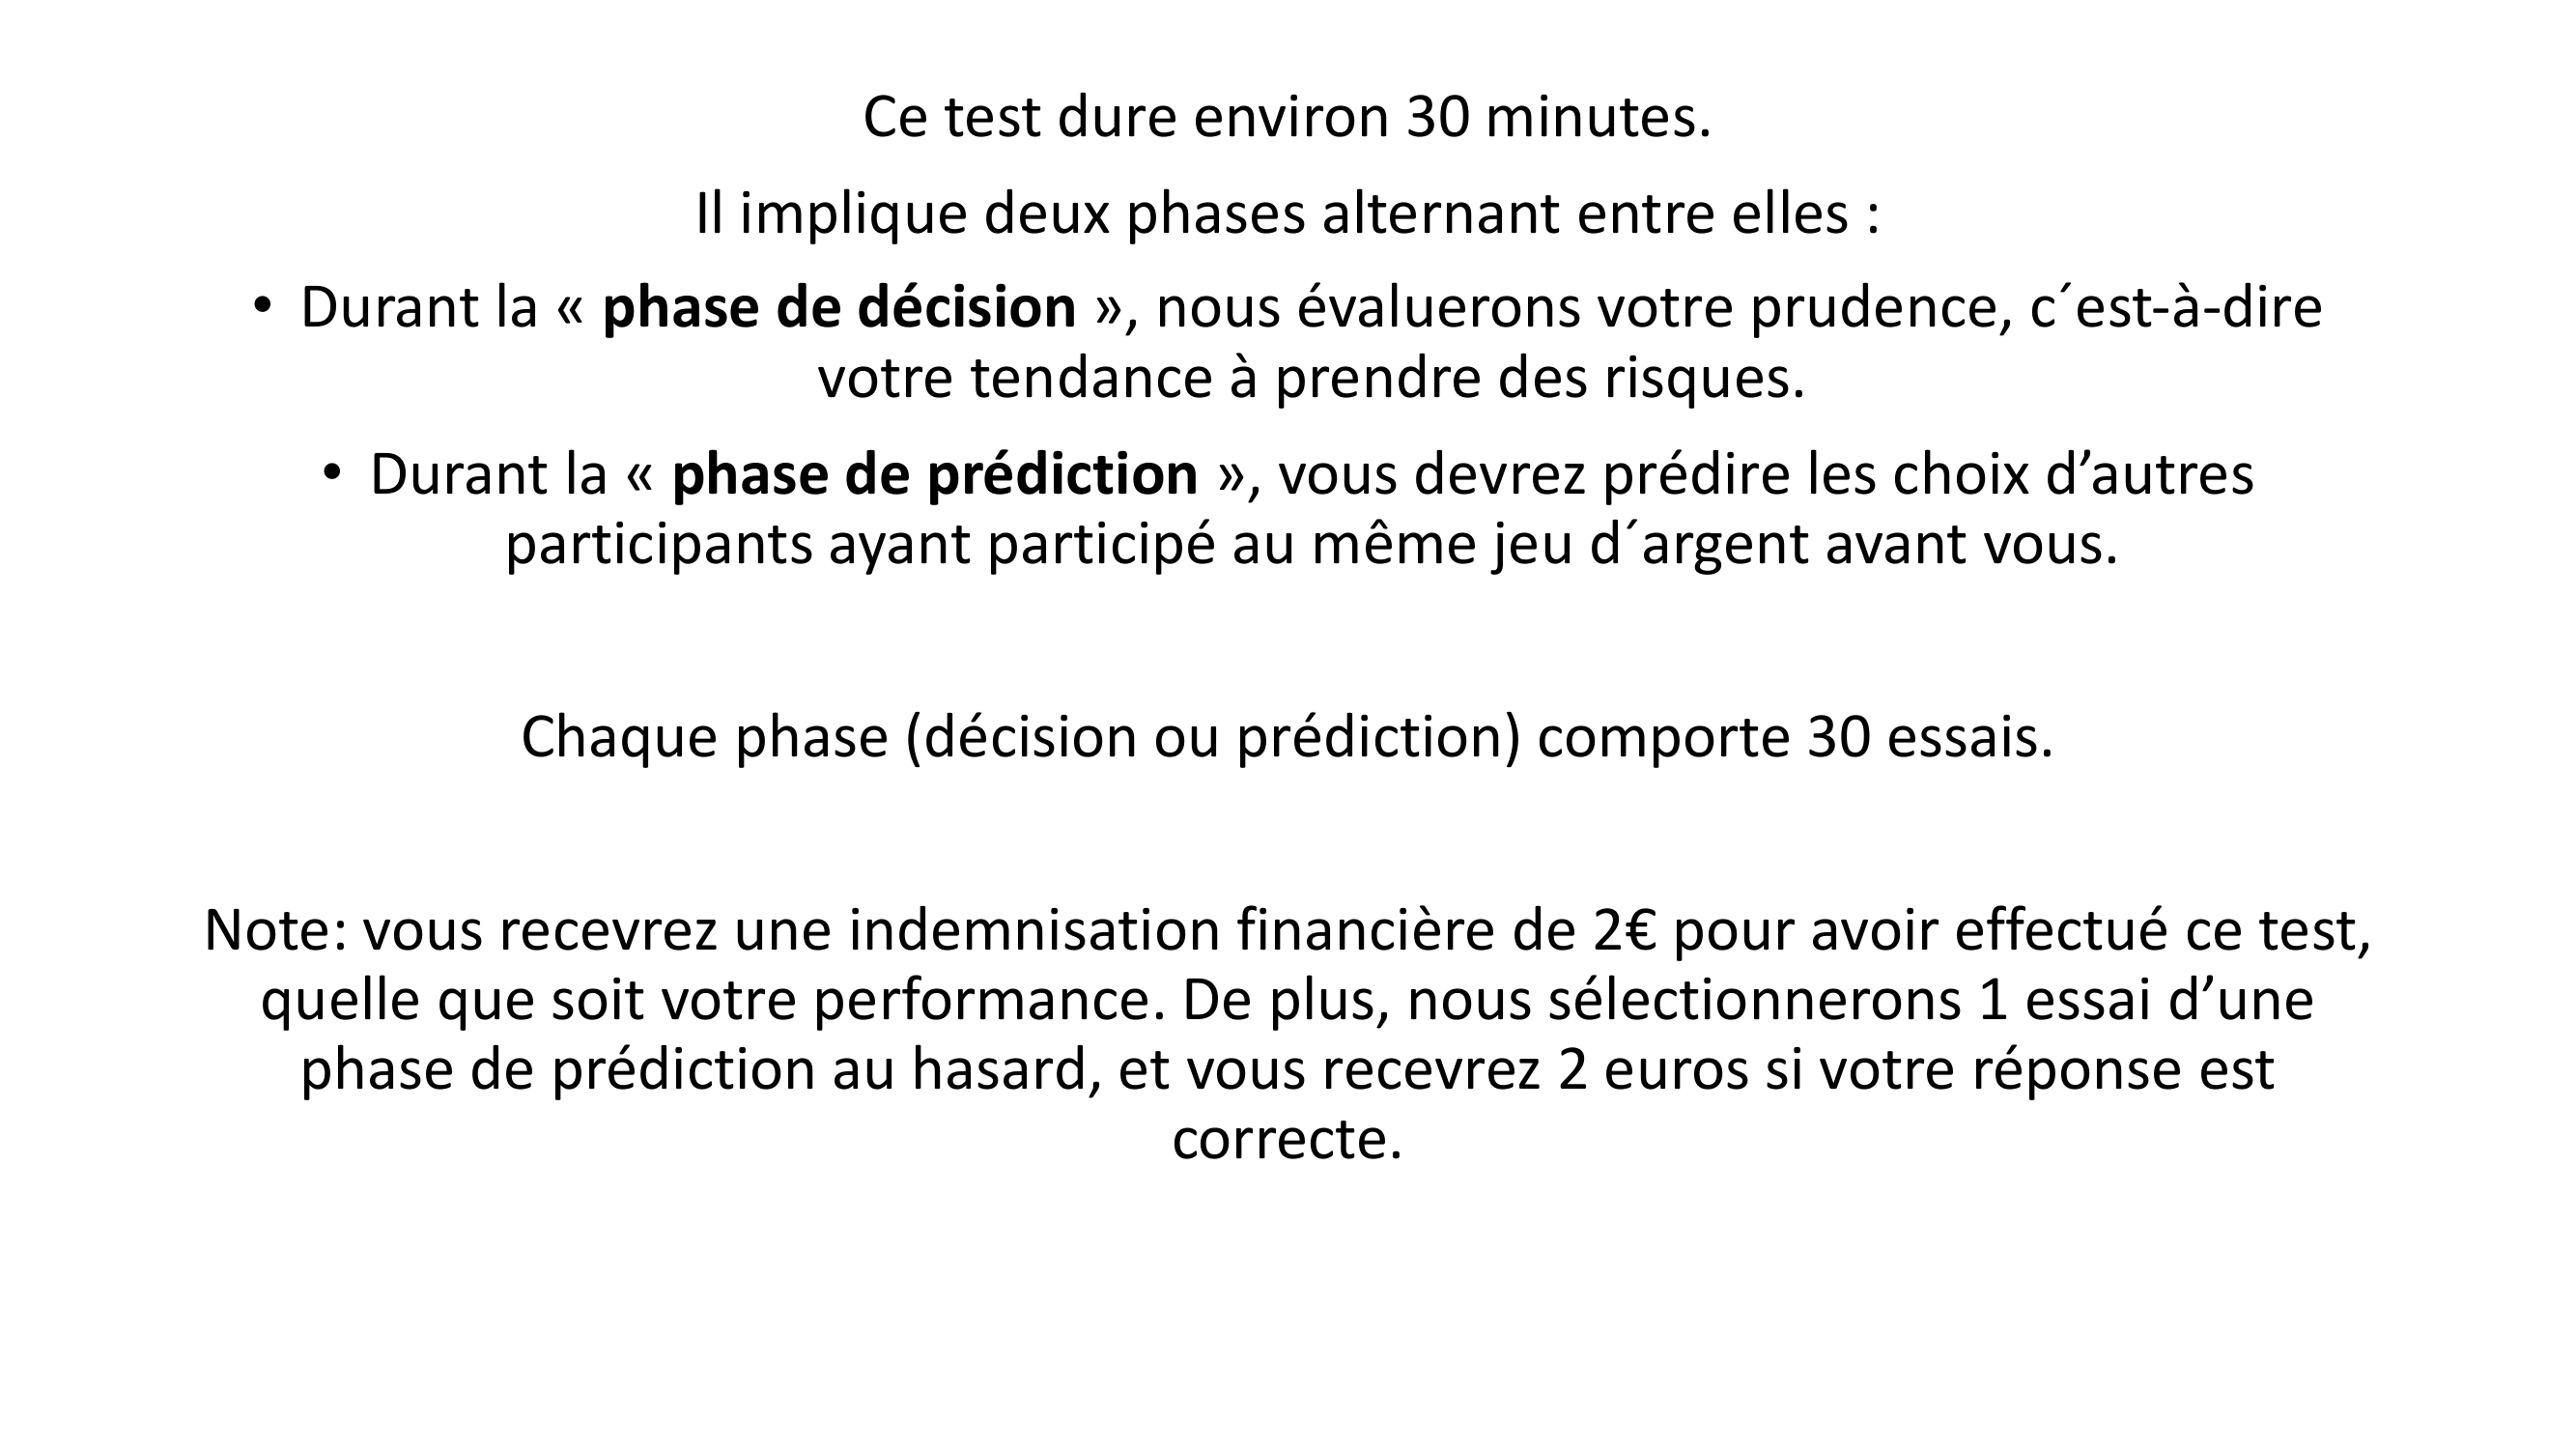 Ce test dure environ 30 minutes.
Il implique deux phases alternant entre elles :
• Durant la « phase de décision », nous évaluerons votre prudence, c´est-à-dire
votre tendance à prendre des risques.
• Durant la « phase de prédiction », vous devrez prédire les choix d’autres
participants ayant participé au même jeu d´argent avant vous.
Chaque phase (décision ou prédiction) comporte 30 essais.
Note: vous recevrez une indemnisation financière de 2€ pour avoir effectué ce test,
quelle que soit votre performance. De plus, nous sélectionnerons 1 essai d’une
phase de prédiction au hasard, et vous recevrez 2 euros si votre réponse est
correcte.